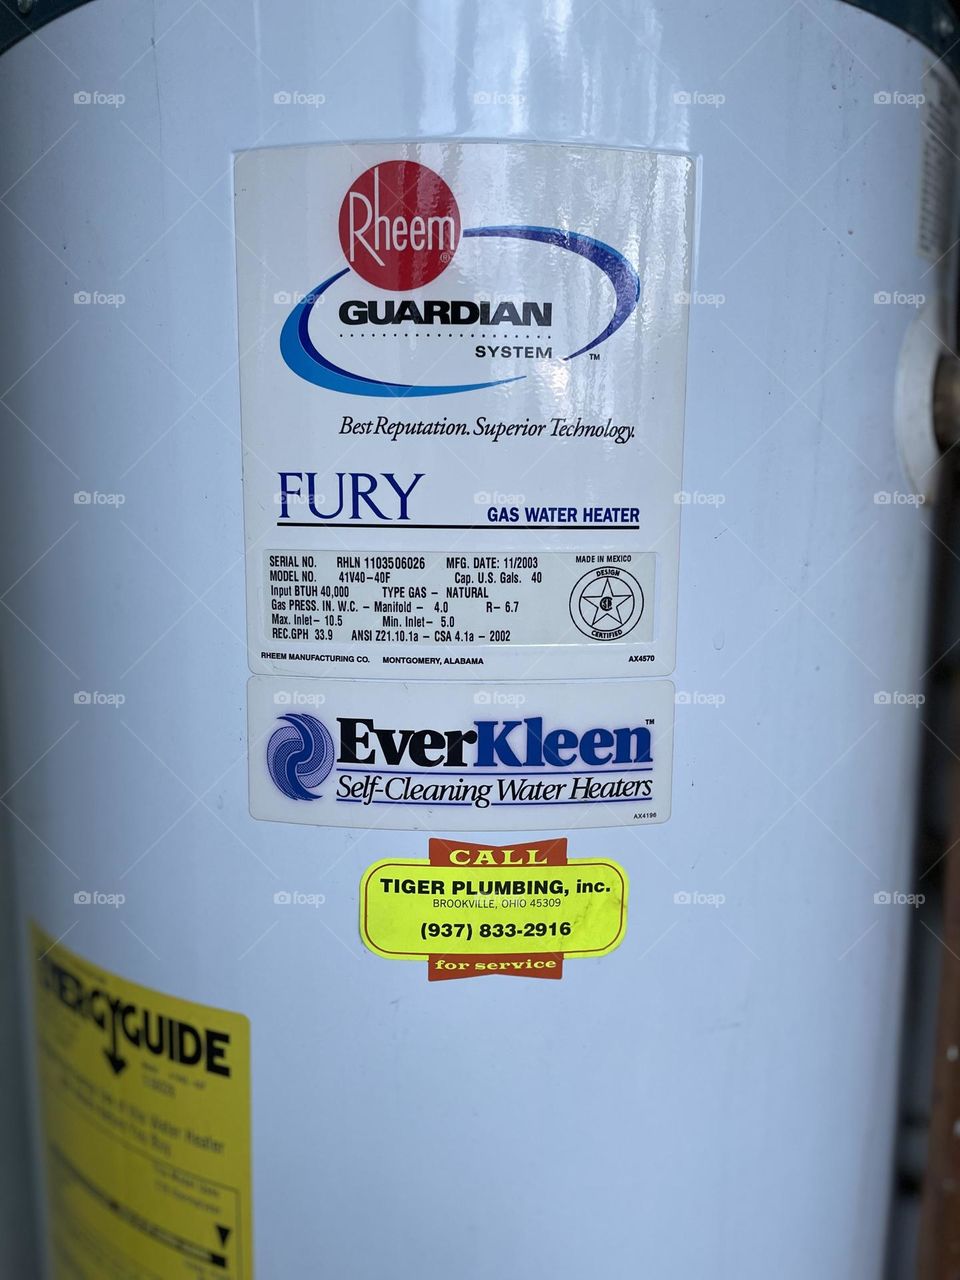 Rheem
®
GUARDIAN
SYSTEM ™
Best Reputation. Superior Technology.
FURY GAS WATER HEATER
SERIAL NO. RHLN 1103506026 MFG. DATE: 11/2003
MODEL NO. 41V40-40F Cap. U.S. Gals. 40
Input BTUH 40,000 TYPE GAS - NATURAL
Gas PRESS. IN. W.C. - Manifold - 4.0 R- 6.7
Max. Inlet- 10.5 Min. Inlet- 5.0
REC.GPH 33.9 ANSI Z21.10.1a - CSA 4.1a - 2002
MADE IN MEXICO
DESIGN
CERTIFIED
RHEEM MANUFACTURING CO. MONTGOMERY, ALABAMA AX4570
EverKleen™
Self-Cleaning Water Heaters
AX4196
CALL
TIGER PLUMBING, inc.
BROOKVILLE, OHIO 45309
(937) 833-2916
for service
ENERGYGUIDE
foap